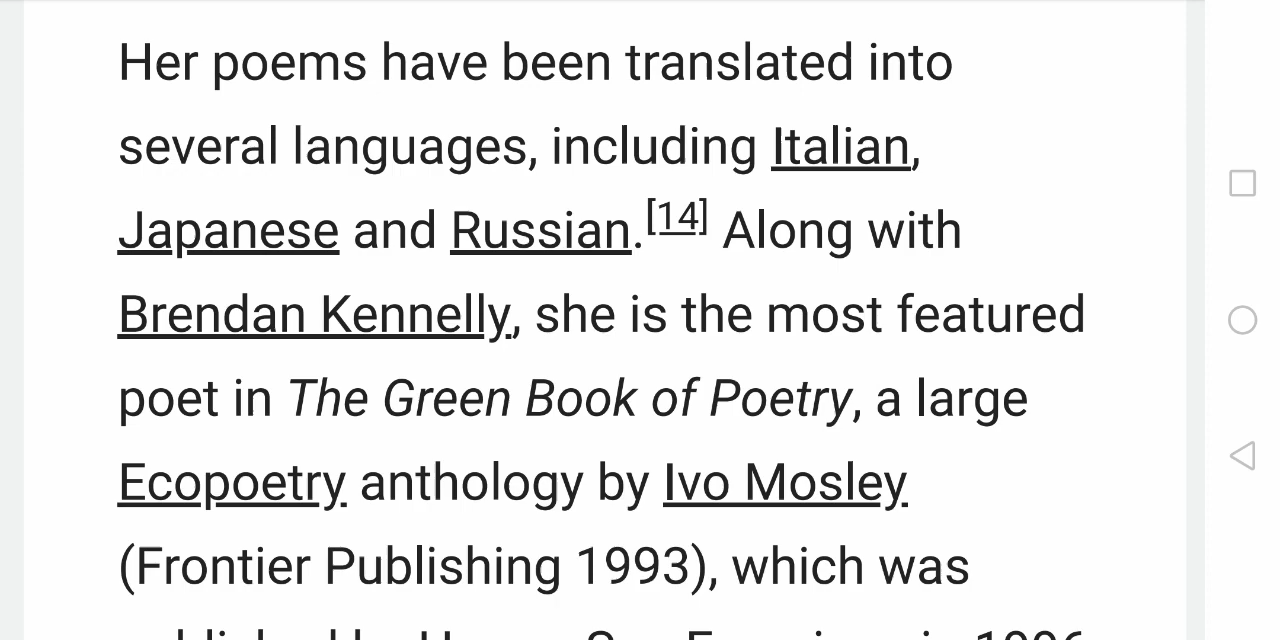 Her poems have been translated into
several languages, including Italian,
Japanese and Russian.[14] Along with
Brendan Kennelly, she is the most featured
poet in The Green Book of Poetry, a large
Ecopoetry anthology by Ivo Mosley
(Frontier Publishing 1993), which was